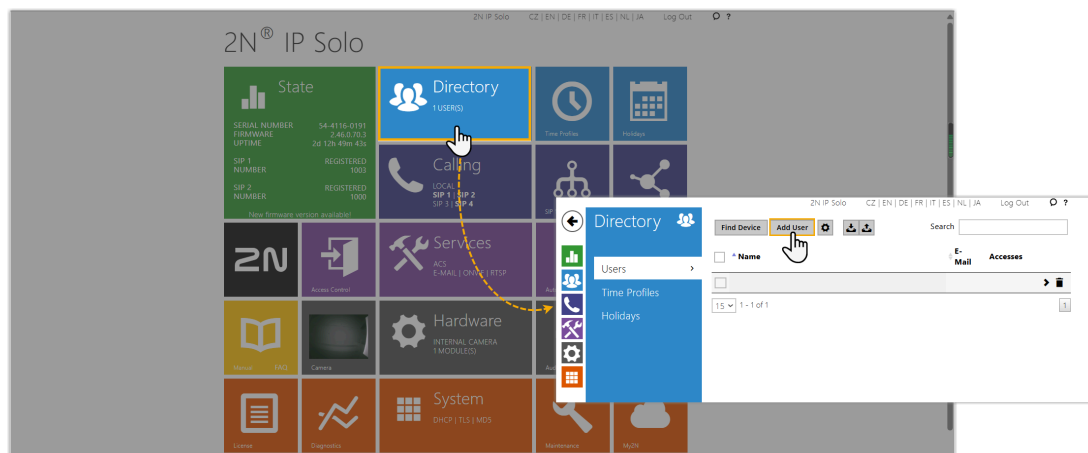 2N IP Solo CZ | EN | DE | FR | IT | ES | NL | JA Log Out ?
2N® IP Solo
State
SERIAL NUMBER 54-4116-0191
FIRMWARE 2.46.0.70.3
UPTIME 2d 12h 49m 43s
SIP 1 REGISTERED
NUMBER 1003
SIP 2 REGISTERED
NUMBER 1000
New firmware version available!
Directory
1 USER(S)
Time Profiles
Holidays
Calling
LOCAL
SIP 1 | SIP 2
SIP 3 | SIP 4
SIP
2N
Access Control
Services
ACS
E-MAIL | ONVIF | RTSP
Aut
Manual FAQ
Camera
Hardware
INTERNAL CAMERA
1 MODULE(S)
Aud
License
Diagnostics
System
DHCP | TLS | MD5
Maintenance
My2N
2N IP Solo CZ | EN | DE | FR | IT | ES | NL | JA Log Out ?
Directory
Users
Time Profiles
Holidays
Find Device Add User Search
Name E-Mail Accesses
15 1 - 1 of 1 1